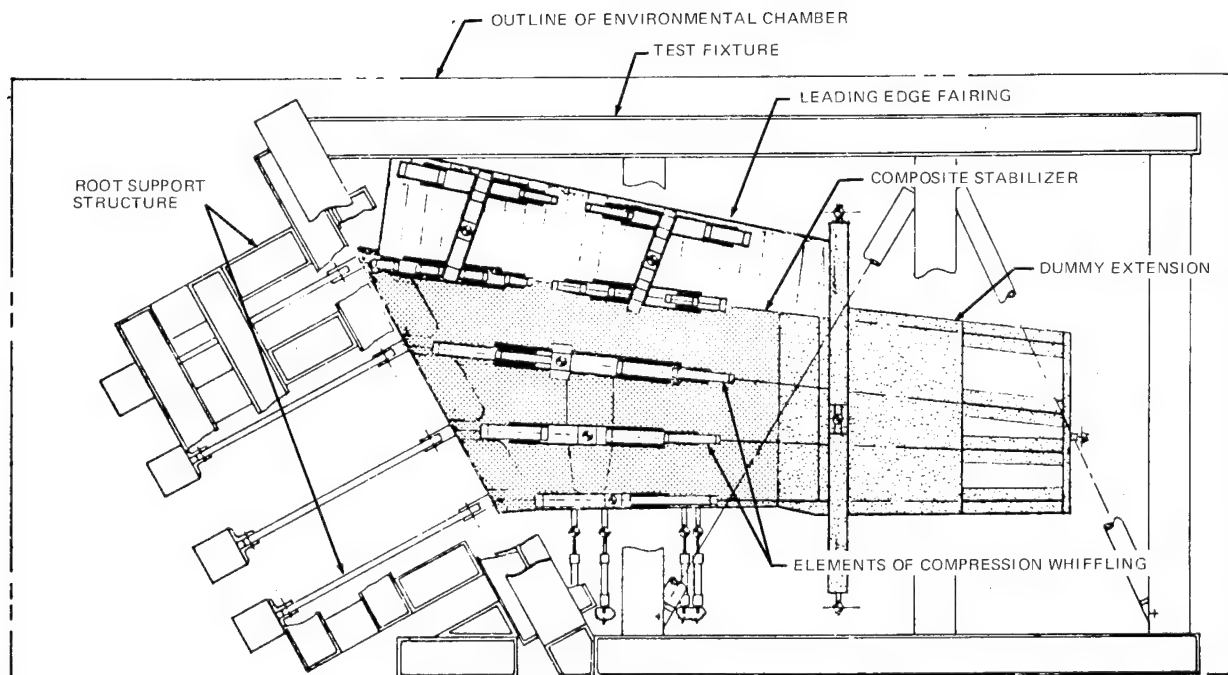 OUTLINE OF ENVIRONMENTAL CHAMBER
TEST FIXTURE
LEADING EDGE FAIRING
ROOT SUPPORT
STRUCTURE
COMPOSITE STABILIZER
DUMMY EXTENSION
ELEMENTS OF COMPRESSION WHIFFLING